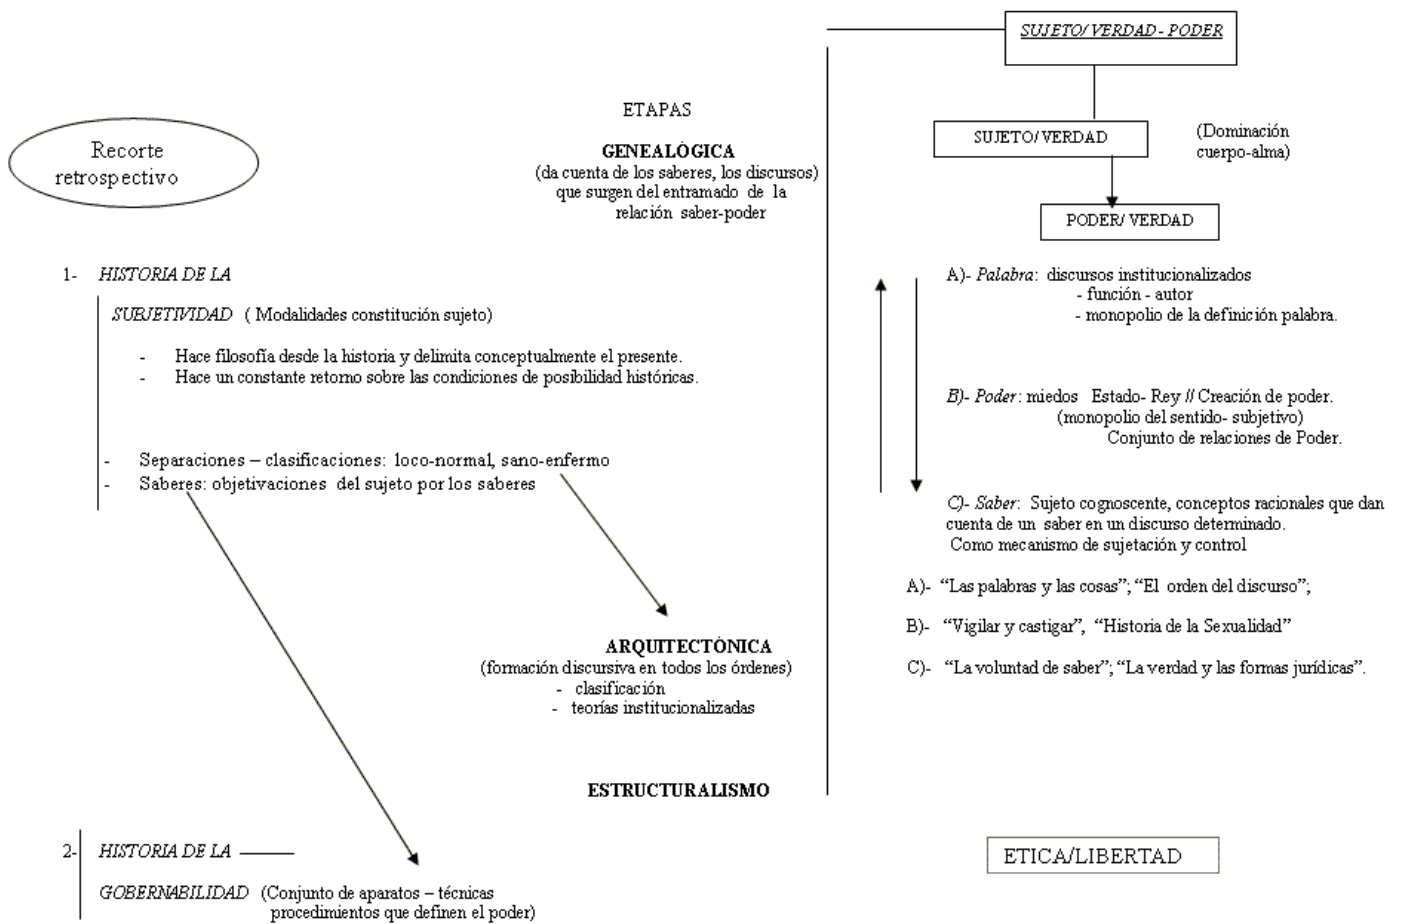 SUJETO/ VERDAD - PODER
ETAPAS
SUJETO/ VERDAD
(Dominación
cuerpo-alma)
Recorte
retrospectivo
GENEALÓGICA
(da cuenta de los saberes, los discursos)
que surgen del entramado de la
relación saber-poder
PODER/ VERDAD
1- HISTORIA DE LA
SUBJETIVIDAD ( Modalidades constitución sujeto)
- Hace filosofía desde la historia y delimita conceptualmente el presente.
- Hace un constante retorno sobre las condiciones de posibilidad históricas.
- Separaciones – clasificaciones: loco-normal, sano-enfermo
- Saberes: objetivaciones del sujeto por los saberes
A)- Palabra: discursos institucionalizados
- función - autor
- monopolio de la definición palabra.
B)- Poder: miedos Estado- Rey // Creación de poder.
(monopolio del sentido- subjetivo)
Conjunto de relaciones de Poder.
C)- Saber: Sujeto cognoscente, conceptos racionales que dan
cuenta de un saber en un discurso determinado.
Como mecanismo de sujetación y control
A)- “Las palabras y las cosas”; “El orden del discurso”;
B)- “Vigilar y castigar”, “Historia de la Sexualidad”
C)- “La voluntad de saber”; “La verdad y las formas jurídicas”.
ARQUITECTÓNICA
(formación discursiva en todos los órdenes)
- clasificación
- teorías institucionalizadas
ESTRUCTURALISMO
2- HISTORIA DE LA
GOBERNABILIDAD (Conjunto de aparatos – técnicas
procedimientos que definen el poder)
ETICA/LIBERTAD